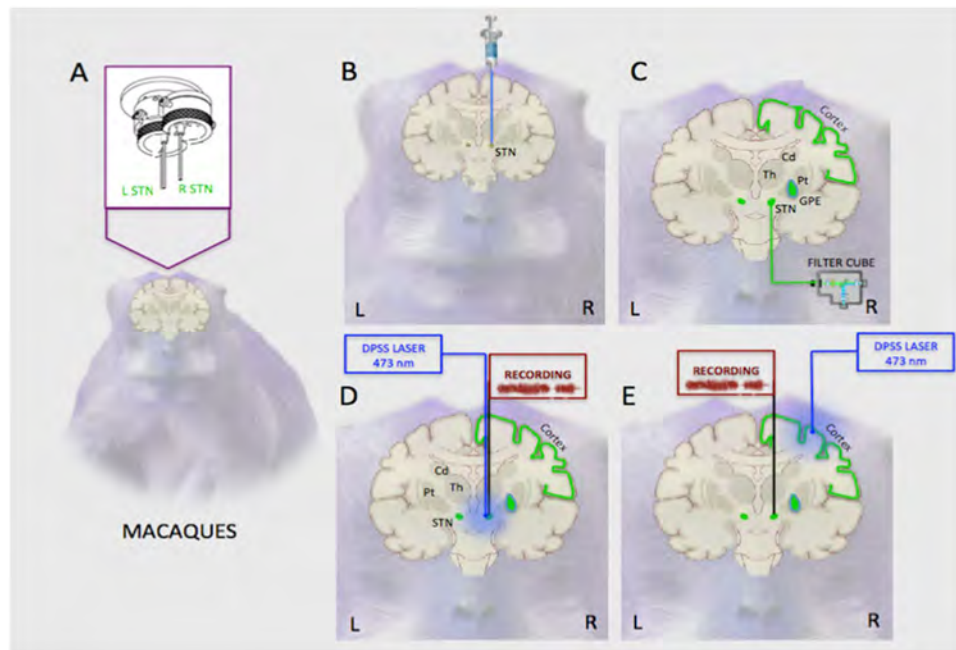 A
L STN
R STN
MACAQUES
B
STN
L
R
C
Cortex
Cd
Th
Pt
GPE
STN
FILTER CUBE
L
R
DPSS LASER
473 nm
RECORDING
D
Cortex
Cd
Pt
Th
STN
L
R
RECORDING
DPSS LASER
473 nm
E
Cortex
L
R